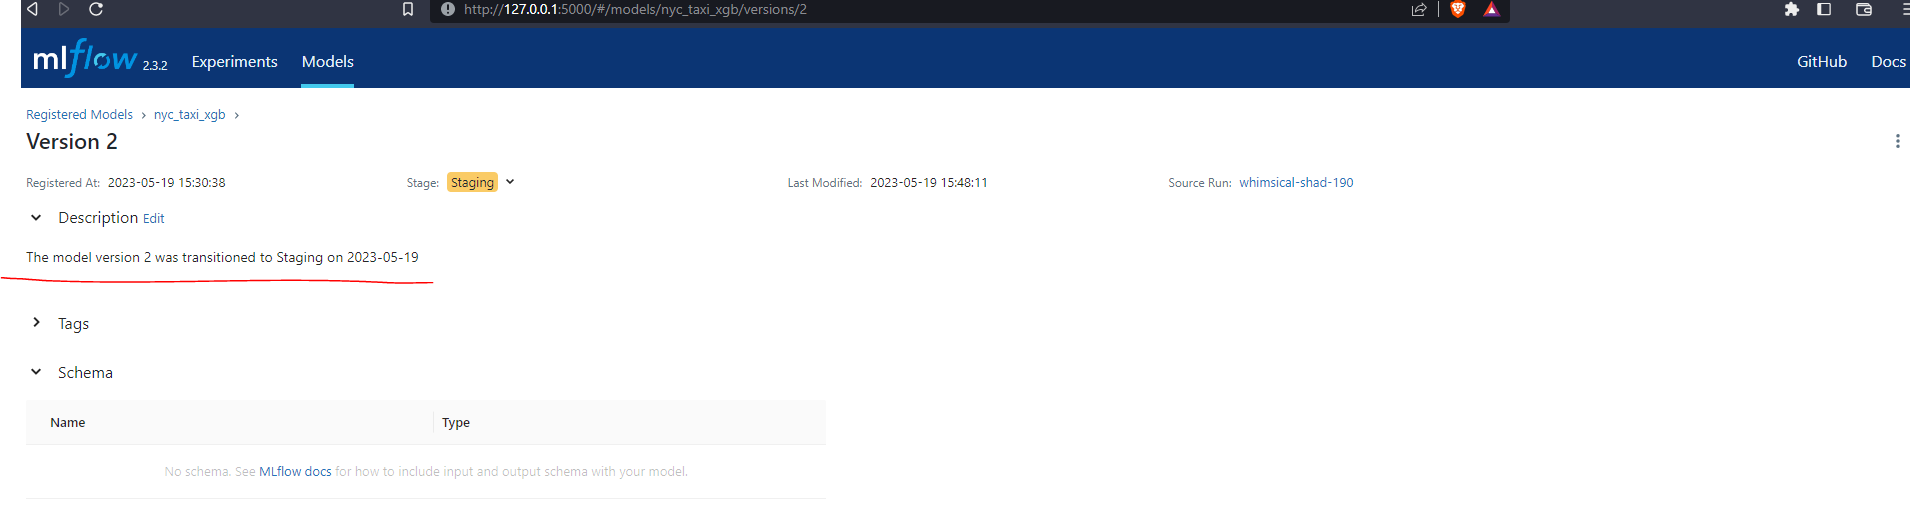 http://127.0.0.1:5000/#/models/nyc_taxi_xgb/versions/2
mlflow 2.3.2 Experiments Models GitHub Docs
Registered Models > nyc_taxi_xgb >
Version 2
Registered At: 2023-05-19 15:30:38 Stage: Staging Last Modified: 2023-05-19 15:48:11 Source Run: whimsical-shad-190
Description Edit
The model version 2 was transitioned to Staging on 2023-05-19
Tags
Schema
Name Type
No schema. See MLflow docs for how to include input and output schema with your model.